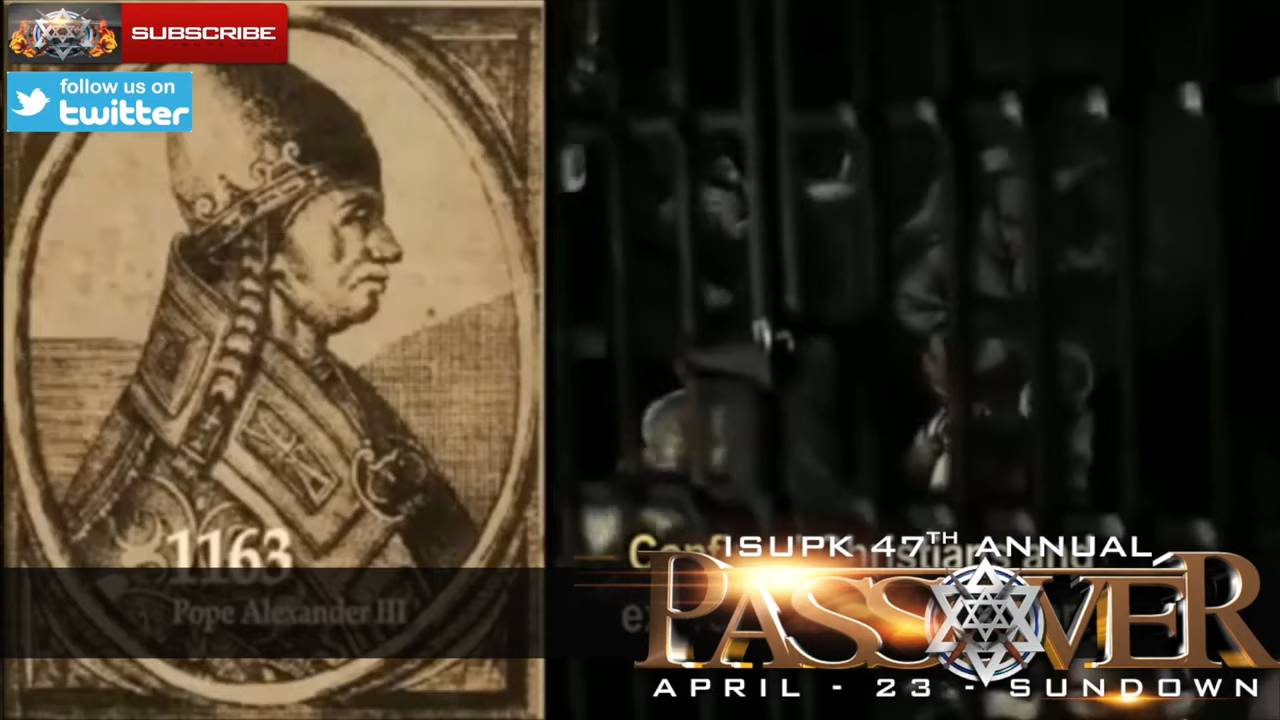 SUBSCRIBE
follow us on
twitter
1163
Pope Alexander III
ISUPK 47TH ANNUAL
PASSOVER
APRIL - 23 - SUNDOWN